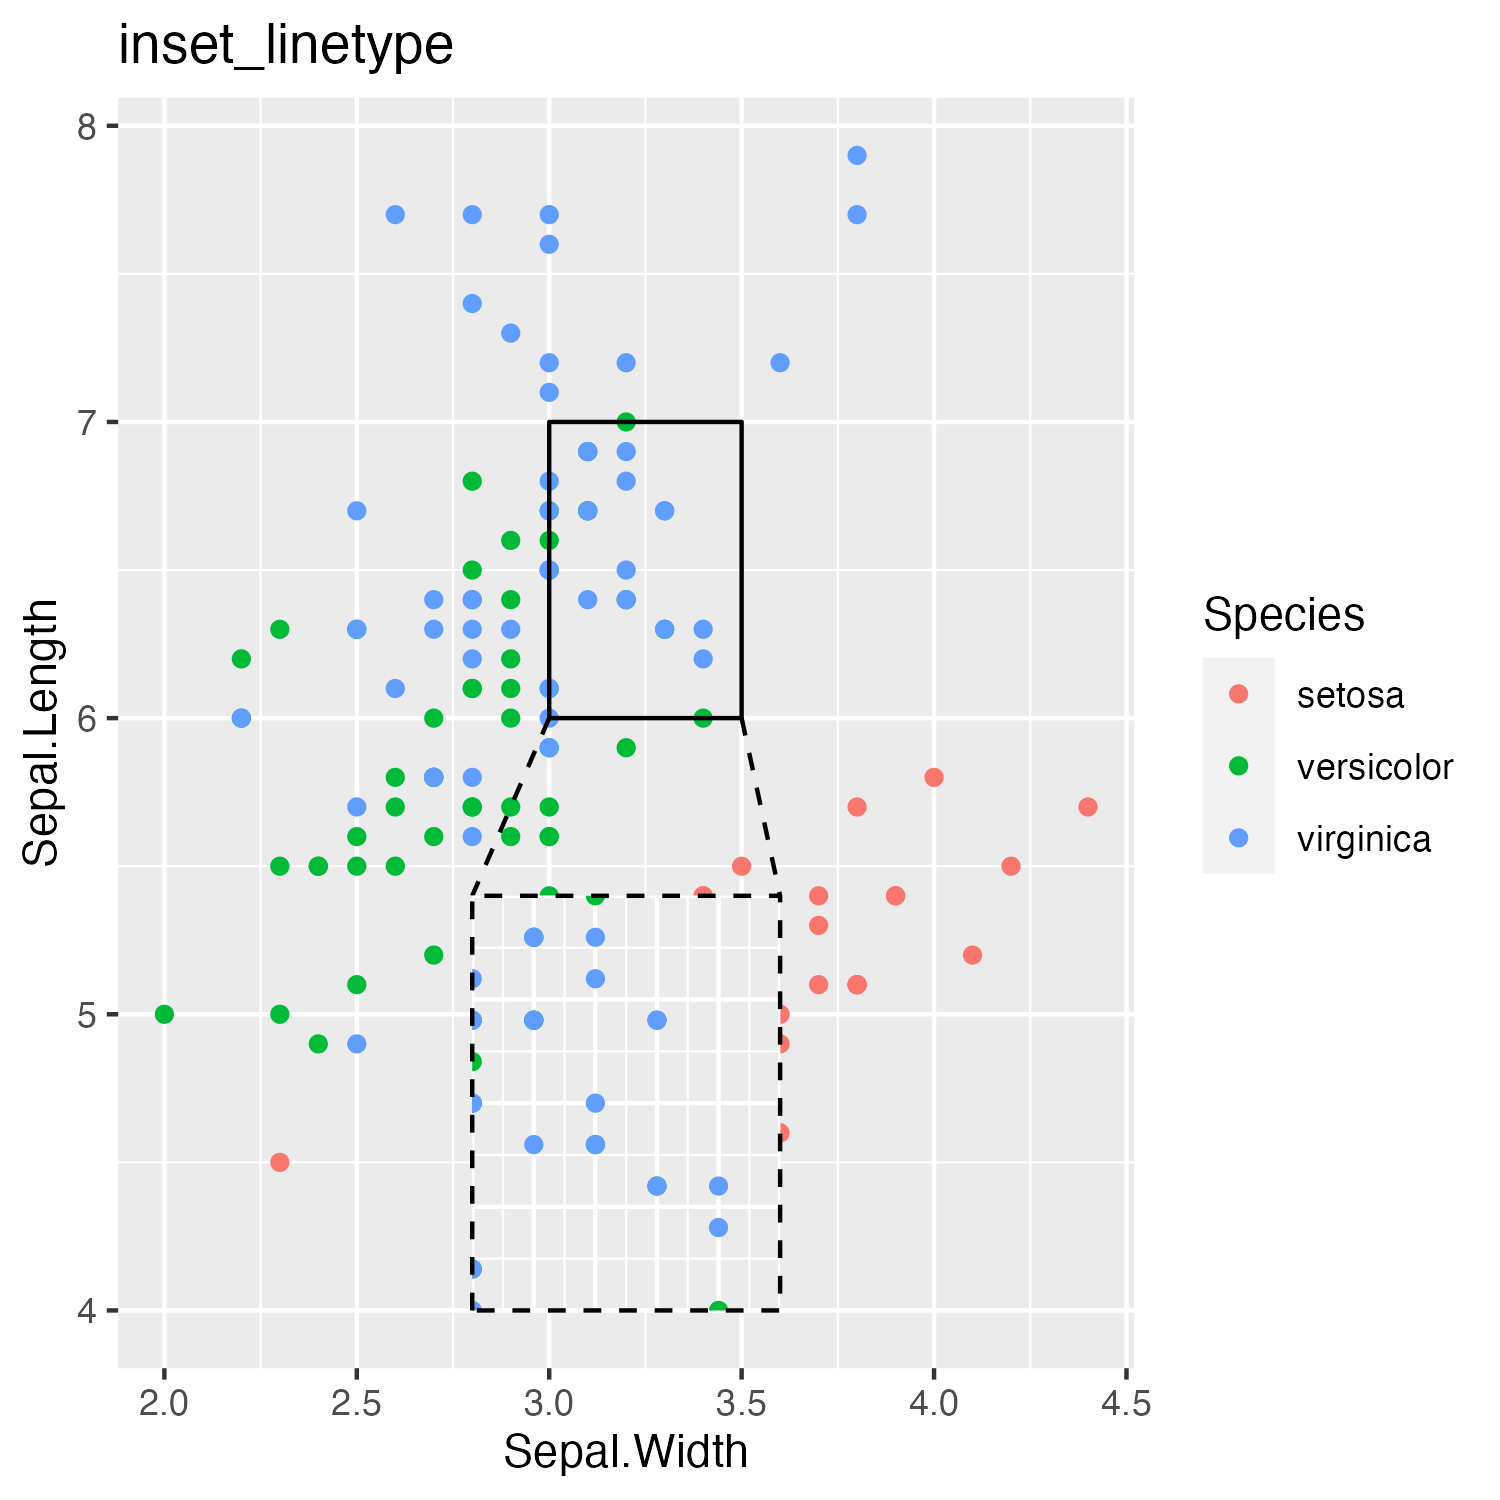 inset_linetype
8
7
6
5
4
Sepal.Length
2.0 2.5 3.0 3.5 4.0 4.5
Sepal.Width
Species
setosa
versicolor
virginica